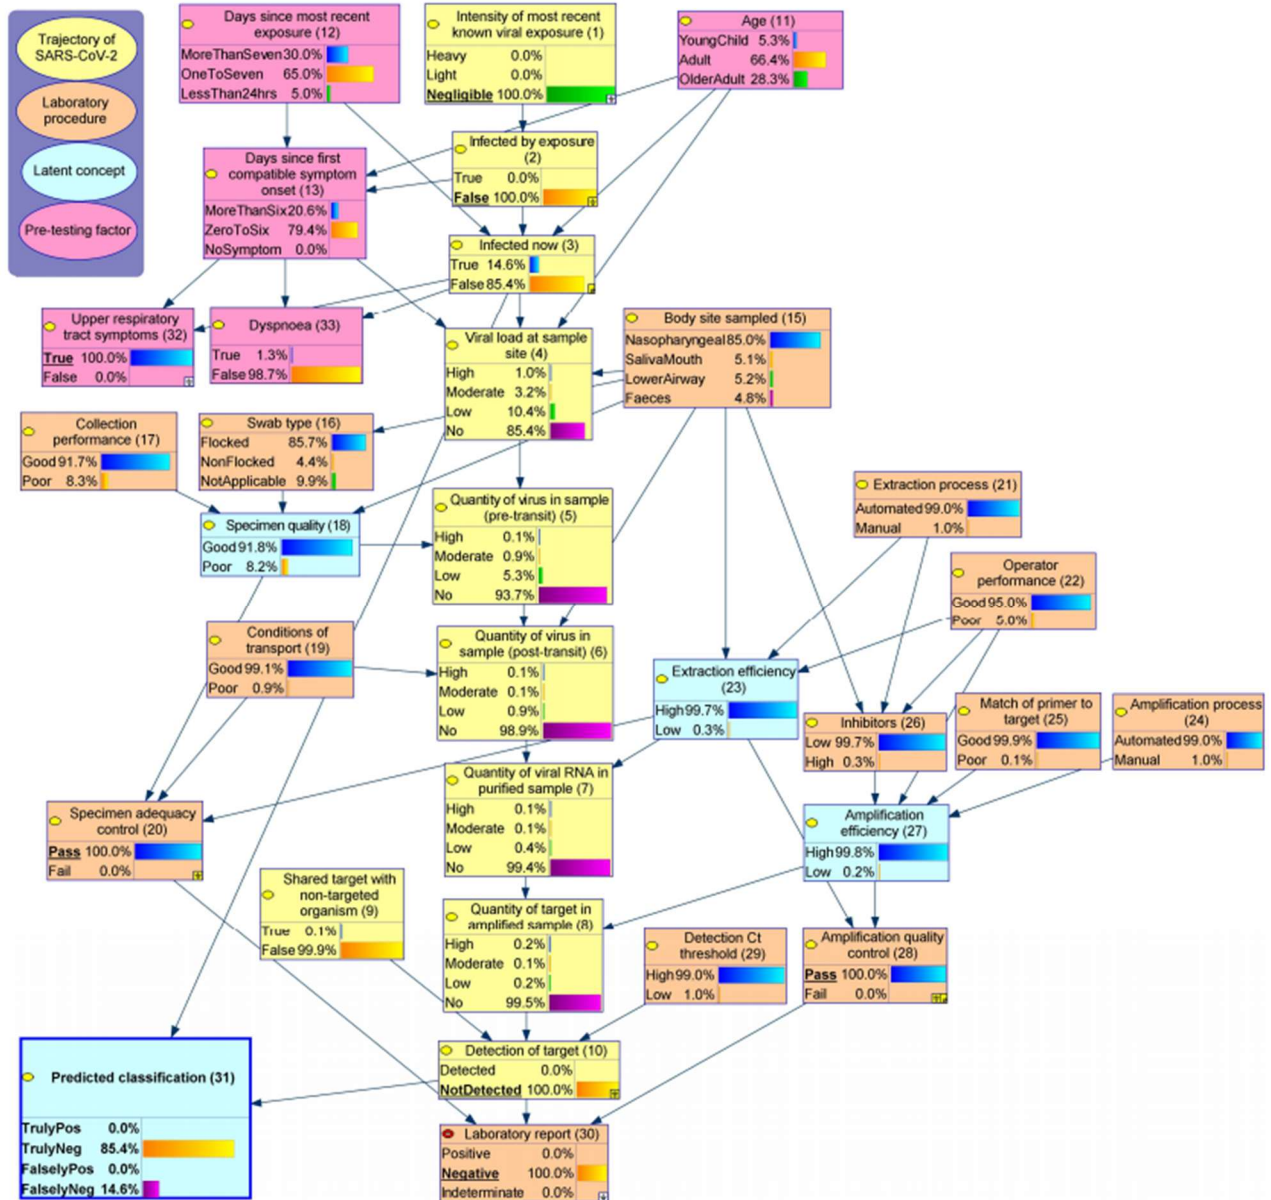 Trajectory of
SARS-CoV-2
Laboratory
procedure
Latent concept
Pre-testing factor
Days since most recent
exposure (12)
MoreThanSeven 30.0%
OneToSeven 65.0%
LessThan24hrs 5.0%
Intensity of most recent
known viral exposure (1)
Heavy 0.0%
Light 0.0%
Negligible 100.0%
Age (11)
YoungChild 5.3%
Adult 66.4%
OlderAdult 28.3%
Infected by exposure
(2)
True 0.0%
False 100.0%
Days since first
compatible symptom
onset (13)
MoreThanSix 20.6%
ZeroToSix 79.4%
NoSymptom 0.0%
Infected now (3)
True 14.6%
False 85.4%
Upper respiratory
tract symptoms (32)
True 100.0%
False 0.0%
Dyspnoea (33)
True 1.3%
False 98.7%
Viral load at sample
site (4)
High 1.0%
Moderate 3.2%
Low 10.4%
No 85.4%
Body site sampled (15)
Nasopharyngeal 85.0%
SalivaMouth 5.1%
LowerAirway 5.2%
Faeces 4.8%
Collection
performance (17)
Good 91.7%
Poor 8.3%
Swab type (16)
Flocked 85.7%
NonFlocked 4.4%
NotApplicable 9.9%
Specimen quality (18)
Good 91.8%
Poor 8.2%
Quantity of virus in sample
(pre-transit) (5)
High 0.1%
Moderate 0.9%
Low 5.3%
No 93.7%
Extraction process (21)
Automated 99.0%
Manual 1.0%
Operator
performance (22)
Good 95.0%
Poor 5.0%
Conditions of
transport (19)
Good 99.1%
Poor 0.9%
Quantity of virus in
sample (post-transit) (6)
High 0.1%
Moderate 0.1%
Low 0.9%
No 98.9%
Extraction efficiency
(23)
High 99.7%
Low 0.3%
Inhibitors (26)
Low 99.7%
High 0.3%
Match of primer to
target (25)
Good 99.9%
Poor 0.1%
Amplification process
(24)
Automated 99.0%
Manual 1.0%
Quantity of viral RNA in
purified sample (7)
High 0.1%
Moderate 0.1%
Low 0.4%
No 99.4%
Specimen adequacy
control (20)
Pass 100.0%
Fail 0.0%
Amplification
efficiency (27)
High 99.8%
Low 0.2%
Shared target with
non-targeted
organism (9)
True 0.1%
False 99.9%
Quantity of target in
amplified sample (8)
High 0.2%
Moderate 0.1%
Low 0.2%
No 99.5%
Detection Ct
threshold (29)
High 99.0%
Low 1.0%
Amplification quality
control (28)
Pass 100.0%
Fail 0.0%
Detection of target (10)
Detected 0.0%
NotDetected 100.0%
Predicted classification (31)
TrulyPos 0.0%
TrulyNeg 85.4%
FalselyPos 0.0%
FalselyNeg 14.6%
Laboratory report (30)
Positive 0.0%
Negative 100.0%
Indeterminate 0.0%